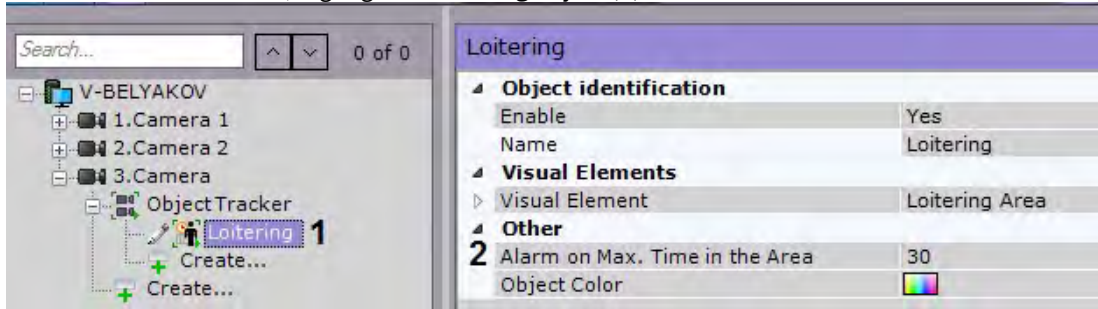 Search...
0 of 0
V-BELYAKOV
1.Camera 1
2.Camera 2
3.Camera
Object Tracker
Loitering 1
Create...
Create...
Loitering
Object identification
Enable Yes
Name Loitering
Visual Elements
Visual Element Loitering Area
Other
2 Alarm on Max. Time in the Area 30
Object Color